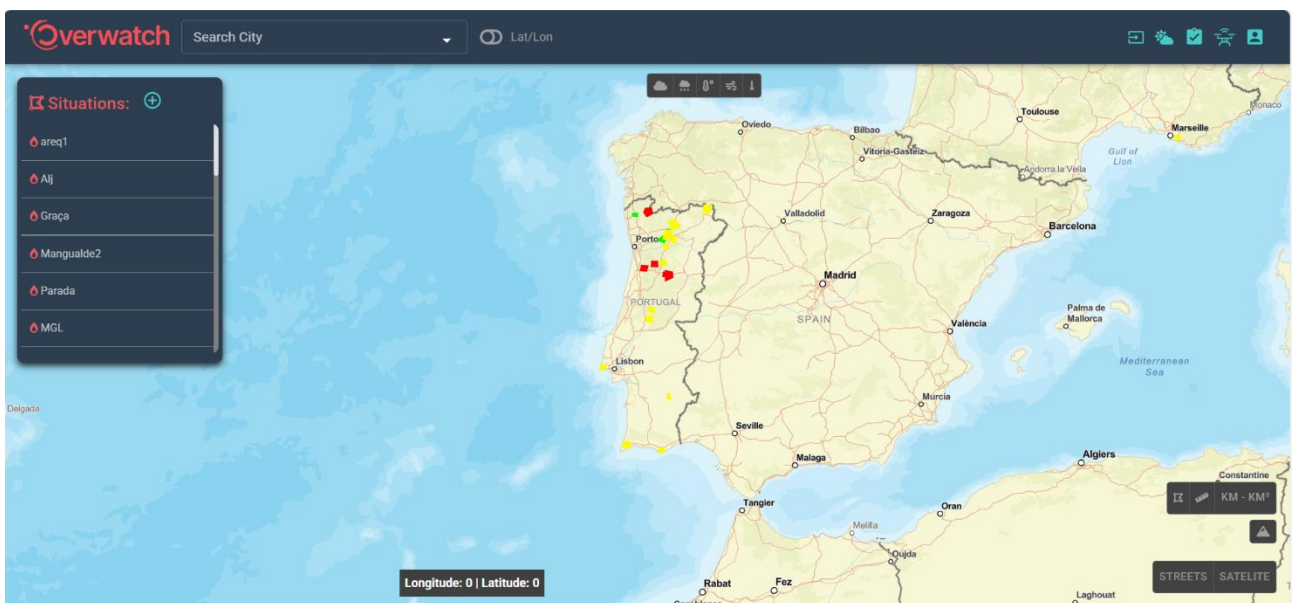 Overwatch
Search City
Lat/Lon
Situations:
areq1
Alj
Graça
Mangualde2
Parada
MGL
Toulouse
Monaco
Oviedo
Bilbao
Marseille
Vitoria-Gasteiz
Gulf of
Lion
Andorra la Vella
Valladolid
Zaragoza
Barcelona
Porto
Madrid
PORTUGAL
SPAIN
Palma de
Mallorca
València
Lisbon
Mediterranean
Sea
Delgada
Murcia
Seville
Malaga
Algiers
Constantine
Tangier
Oran
KM - KM²
Melilla
Oujda
Longitude: 0 | Latitude: 0
Rabat
Fez
STREETS
SATELITE
Laghouat